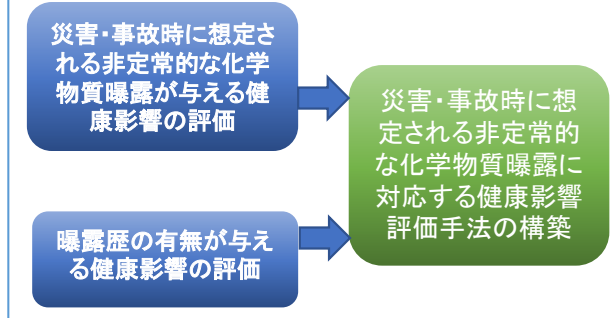 災害・事故時に想定さ
れる非定常的な化学
物質曝露が与える健
康影響の評価
曝露歴の有無が与え
る健康影響の評価
災害・事故時に想
定される非定常的
な化学物質曝露に
対応する健康影響
評価手法の構築